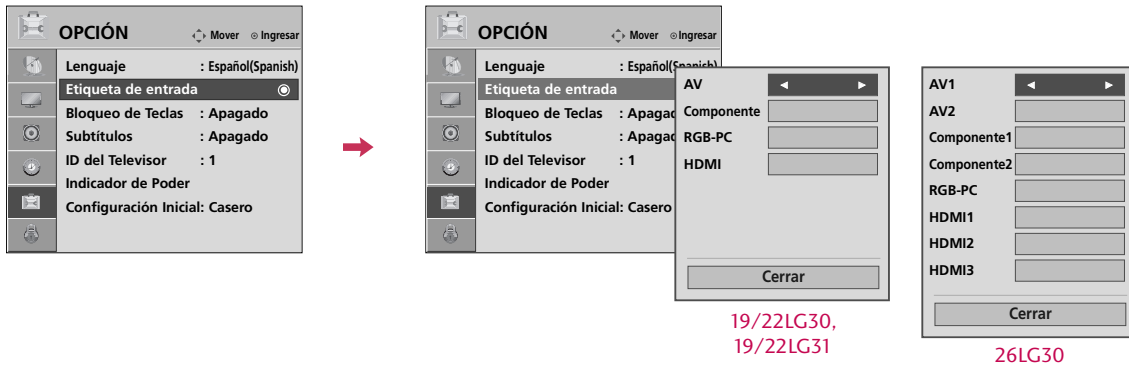 OPCIÓN
Mover
Ingresar
Lenguaje : Español(Spanish)
Etiqueta de entrada
Bloqueo de Teclas : Apagado
Subtítulos : Apagado
ID del Televisor : 1
Indicador de Poder
Configuración Inicial: Casero
OPCIÓN
Mover
Ingresar
Lenguaje : Español(Spanish)
Etiqueta de entrada
Bloqueo de Teclas : Apaga
Subtítulos : Apaga
ID del Televisor : 1
Indicador de Poder
Configuración Inicial: Casero
AV
Componente
RGB-PC
HDMI
Cerrar
19/22LG30,
19/22LG31
AV1
AV2
Componente1
Componente2
RGB-PC
HDMI1
HDMI2
HDMI3
Cerrar
26LG30